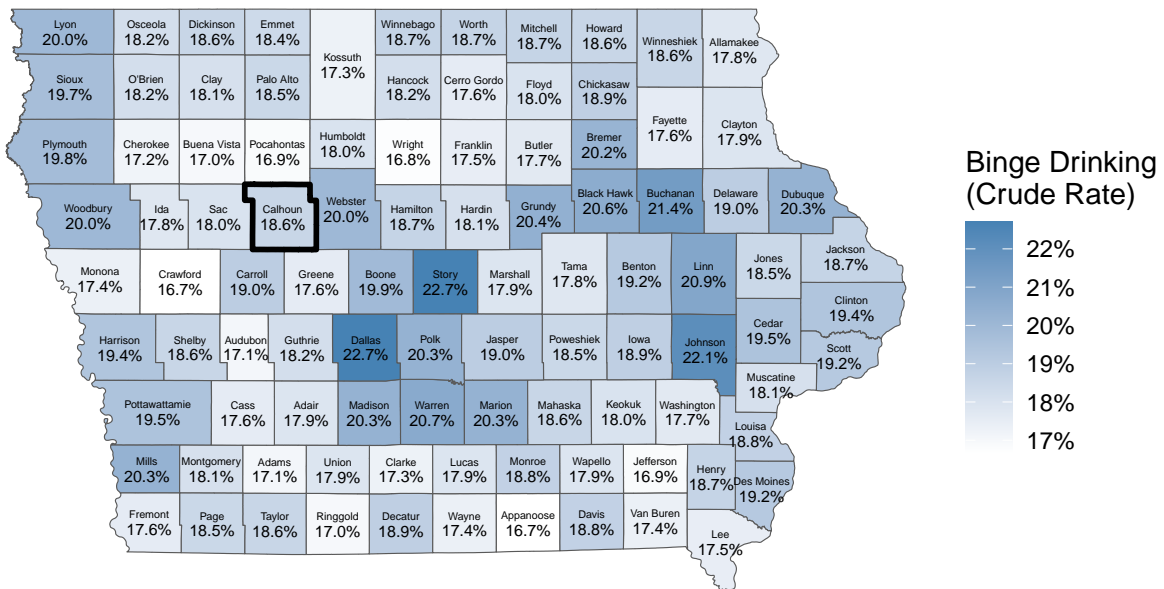 Lyon
20.0%
Osceola
18.2%
Dickinson
18.6%
Emmet
18.4%
Kossuth
17.3%
Winnebago
18.7%
Worth
18.7%
Mitchell
18.7%
Howard
18.6%
Winneshiek
18.6%
Allamakee
17.8%
Sioux
19.7%
O'Brien
18.2%
Clay
18.1%
Palo Alto
18.5%
Hancock
18.2%
Cerro Gordo
17.6%
Floyd
18.0%
Chickasaw
18.9%
Fayette
17.6%
Clayton
17.9%
Plymouth
19.8%
Cherokee
17.2%
Buena Vista
17.0%
Pocahontas
16.9%
Humboldt
18.0%
Wright
16.8%
Franklin
17.5%
Butler
17.7%
Bremer
20.2%
Woodbury
20.0%
Ida
17.8%
Sac
18.0%
Calhoun
18.6%
Webster
20.0%
Hamilton
18.7%
Hardin
18.1%
Grundy
20.4%
Black Hawk
20.6%
Buchanan
21.4%
Delaware
19.0%
Dubuque
20.3%
Monona
17.4%
Crawford
16.7%
Carroll
19.0%
Greene
17.6%
Boone
19.9%
Story
22.7%
Marshall
17.9%
Tama
17.8%
Benton
19.2%
Linn
20.9%
Jones
18.5%
Jackson
18.7%
Clinton
19.4%
Harrison
19.4%
Shelby
18.6%
Audubon
17.1%
Guthrie
18.2%
Dallas
22.7%
Polk
20.3%
Jasper
19.0%
Poweshiek
18.5%
Iowa
18.9%
Johnson
22.1%
Cedar
19.5%
Scott
19.2%
Muscatine
18.1%
Pottawattamie
19.5%
Cass
17.6%
Adair
17.9%
Madison
20.3%
Warren
20.7%
Marion
20.3%
Mahaska
18.6%
Keokuk
18.0%
Washington
17.7%
Louisa
18.8%
Mills
20.3%
Montgomery
18.1%
Adams
17.1%
Union
17.9%
Clarke
17.3%
Lucas
17.9%
Monroe
18.8%
Wapello
17.9%
Jefferson
16.9%
Henry
18.7%
Des Moines
19.2%
Fremont
17.6%
Page
18.5%
Taylor
18.6%
Ringgold
17.0%
Decatur
18.9%
Wayne
17.4%
Appanoose
16.7%
Davis
18.8%
Van Buren
17.4%
Lee
17.5%
Binge Drinking
(Crude Rate)
22%
21%
20%
19%
18%
17%